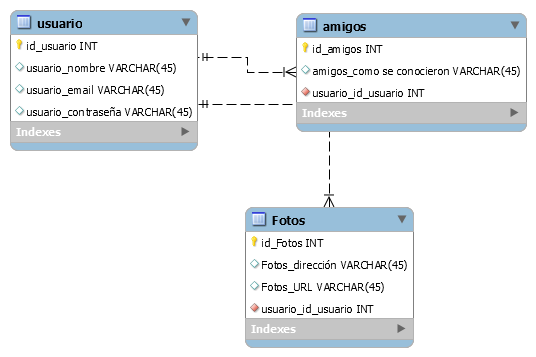 usuario
id_usuario INT
usuario_nombre VARCHAR(45)
usuario_email VARCHAR(45)
usuario_contraseña VARCHAR(45)
Indexes
amigos
id_amigos INT
amigos_como se conocieron VARCHAR(45)
usuario_id_usuario INT
Indexes
Fotos
id_Fotos INT
Fotos_dirección VARCHAR(45)
Fotos_URL VARCHAR(45)
usuario_id_usuario INT
Indexes